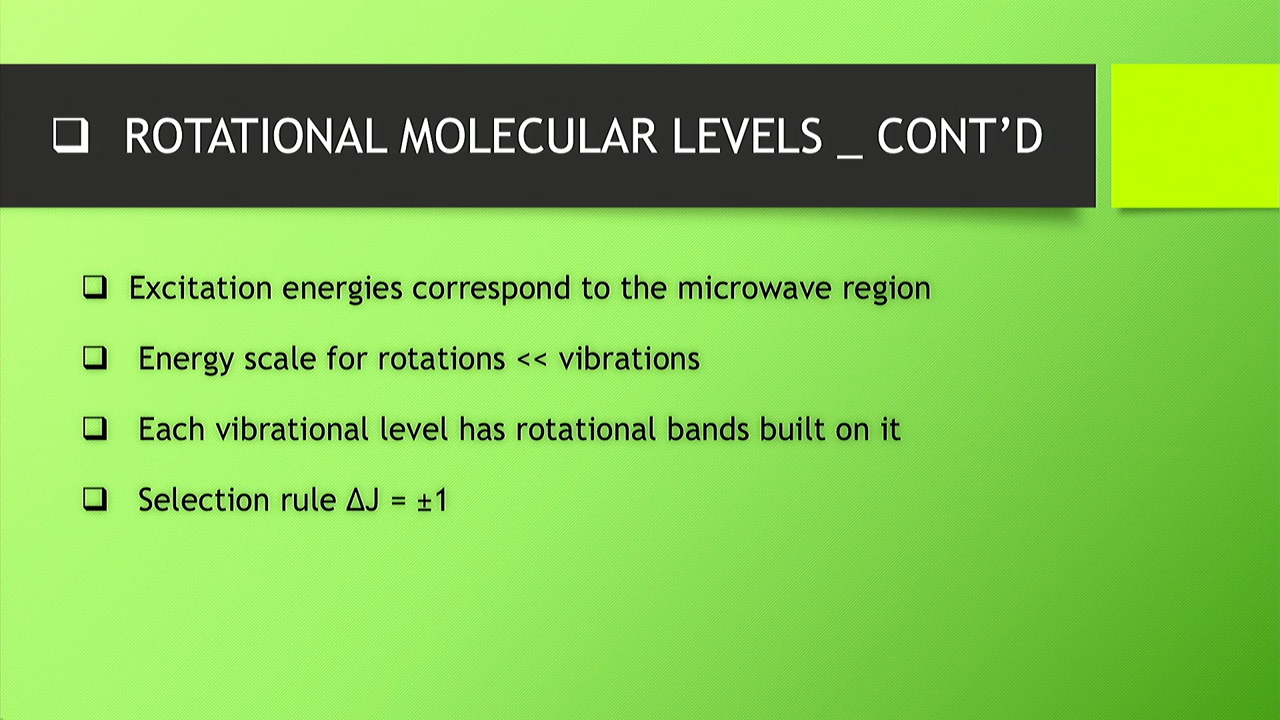 ❑ ROTATIONAL MOLECULAR LEVELS _ CONT’D
❑ Excitation energies correspond to the microwave region
❑ Energy scale for rotations << vibrations
❑ Each vibrational level has rotational bands built on it
❑ Selection rule ΔJ = ±1